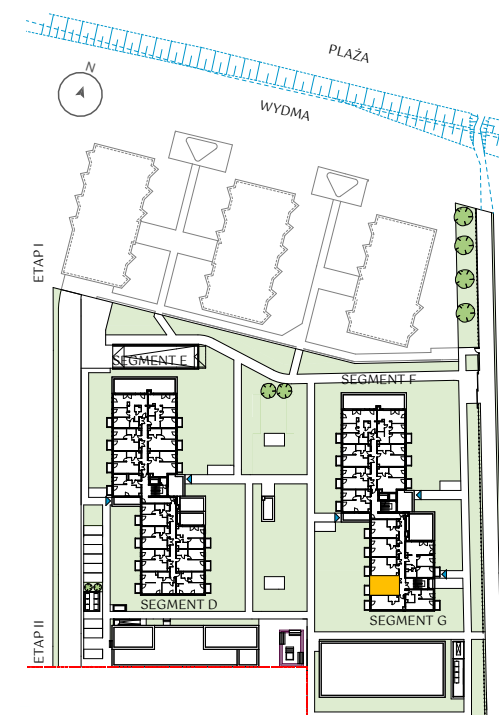 PLAŻA
N
WYDMA
ETAP I
SEGMENT E
SEGMENT F
SEGMENT D
SEGMENT G
ETAP II